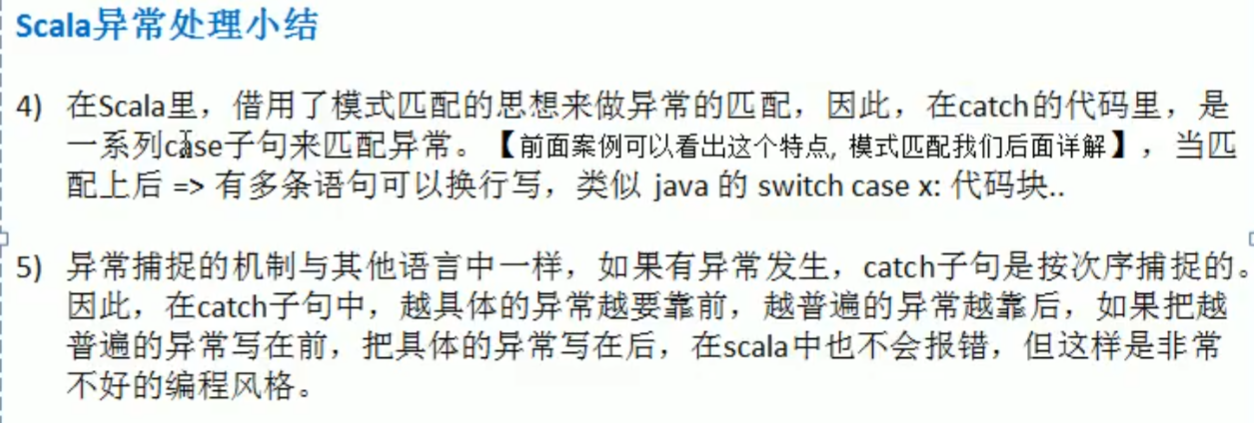 Scala异常处理小结
4) 在Scala里，借用了模式匹配的思想来做异常的匹配，因此，在catch的代码里，是
一系列case子句来匹配异常。【前面案例可以看出这个特点, 模式匹配我们后面详解】，当匹
配上后 => 有多条语句可以换行写，类似 java 的 switch case x: 代码块..
5) 异常捕捉的机制与其他语言中一样，如果有异常发生，catch子句是按次序捕捉的。
因此，在catch子句中，越具体的异常越要靠前，越普遍的异常越靠后，如果把越
普遍的异常写在前，把具体的异常写在后，在scala中也不会报错，但这样是非常
不好的编程风格。